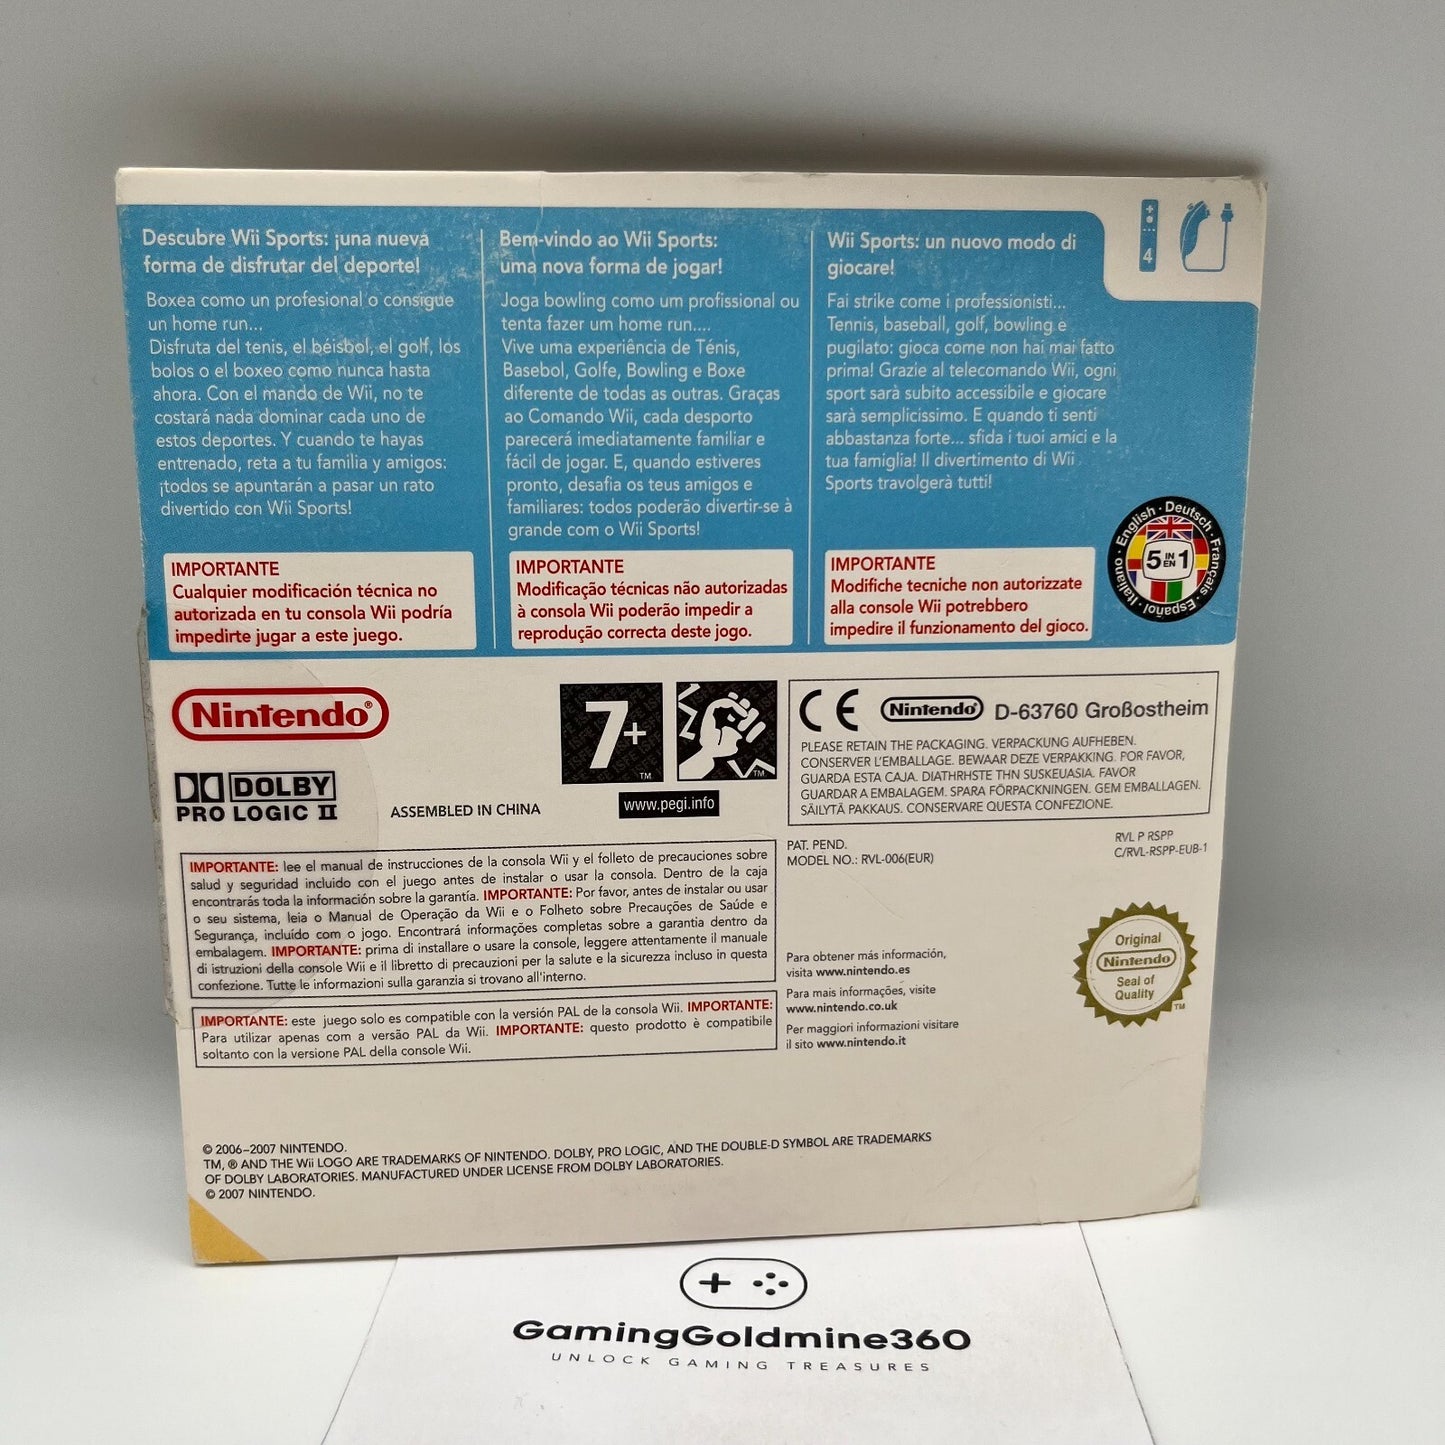 Descubre Wii Sports: ¡una nueva
forma de disfrutar del deporte!
Boxea como un profesional o consigue
un home run...
Disfruta del tenis, el béisbol, el golf, los
bolos o el boxeo como nunca hasta
ahora. Con el mando de Wii, no te
costará nada dominar cada uno de
estos deportes. Y cuando te hayas
entrenado, reta a tu familia y amigos:
¡todos se apuntarán a pasar un rato
divertido con Wii Sports!
IMPORTANTE
Cualquier modificación técnica no
autorizada en tu consola Wii podría
impedirte jugar a este juego.
Bem-vindo ao Wii Sports:
uma nova forma de jogar!
Joga bowling como um profissional ou
tenta fazer um home run....
Vive uma experiência de Ténis,
Basebol, Golfe, Bowling e Boxe
diferente de todas as outras. Graças
ao Comando Wii, cada desporto
parecerá imediatamente familiar e
fácil de jogar. E, quando estiveres
pronto, desafia os teus amigos e
familiares: todos poderão divertir-se à
grande com o Wii Sports!
IMPORTANTE
Modificação técnicas não autorizadas
à consola Wii poderão impedir a
reprodução correcta deste jogo.
Wii Sports: un nuovo modo di
giocare!
Fai strike come i professionisti...
Tennis, baseball, golf, bowling e
pugilato: gioca come non hai mai fatto
prima! Grazie al telecomando Wii, ogni
sport sarà subito accessibile e giocare
sarà semplicissimo. E quando ti senti
abbastanza forte... sfida i tuoi amici e la
tua famiglia! Il divertimento di Wii
Sports travolgerà tutti!
IMPORTANTE
Modifiche tecniche non autorizzate
alla console Wii potrebbero
impedire il funzionamento del gioco.
4
English · Deutsch · Français · Español · Italiano
5 IN EN 1
Nintendo®
DOLBY
PRO LOGIC II
ASSEMBLED IN CHINA
7+
TM
TM
www.pegi.info
CE Nintendo® D-63760 Großostheim
PLEASE RETAIN THE PACKAGING. VERPACKUNG AUFHEBEN.
CONSERVER L'EMBALLAGE. BEWAAR DEZE VERPAKKING. POR FAVOR,
GUARDA ESTA CAJA. DIATHRHSTE THN SUSKEUASIA. FAVOR
GUARDAR A EMBALAGEM. SPARA FÖRPACKNINGEN. GEM EMBALLAGEN.
SÄILYTÄ PAKKAUS. CONSERVARE QUESTA CONFEZIONE.
PAT. PEND.
MODEL NO.: RVL-006(EUR)
RVL P RSPP
C/RVL-RSPP-EUB-1
IMPORTANTE: lee el manual de instrucciones de la consola Wii y el folleto de precauciones sobre
salud y seguridad incluido con el juego antes de instalar o usar la consola. Dentro de la caja
encontrarás toda la información sobre la garantía. IMPORTANTE: Por favor, antes de instalar ou usar
o seu sistema, leia o Manual de Operação da Wii e o Folheto sobre Precauções de Saúde e
Segurança, incluído com o jogo. Encontrará informações completas sobre a garantia dentro da
embalagem. IMPORTANTE: prima di installare o usare la console, leggere attentamente il manuale
di istruzioni della console Wii e il libretto di precauzioni per la salute e la sicurezza incluso in questa
confezione. Tutte le informazioni sulla garanzia si trovano all'interno.
IMPORTANTE: este juego solo es compatible con la versión PAL de la consola Wii. IMPORTANTE:
Para utilizar apenas com a versão PAL da Wii. IMPORTANTE: questo prodotto è compatibile
soltanto con la versione PAL della console Wii.
Para obtener más información,
visita www.nintendo.es
Para mais informações, visite
www.nintendo.co.uk
Per maggiori informazioni visitare
il sito www.nintendo.it
Original
Nintendo
Seal of
Quality
TM
© 2006–2007 NINTENDO.
TM, ® AND THE Wii LOGO ARE TRADEMARKS OF NINTENDO. DOLBY, PRO LOGIC, AND THE DOUBLE-D SYMBOL ARE TRADEMARKS
OF DOLBY LABORATORIES. MANUFACTURED UNDER LICENSE FROM DOLBY LABORATORIES.
© 2007 NINTENDO.
GamingGoldmine360
UNLOCK GAMING TREASURES